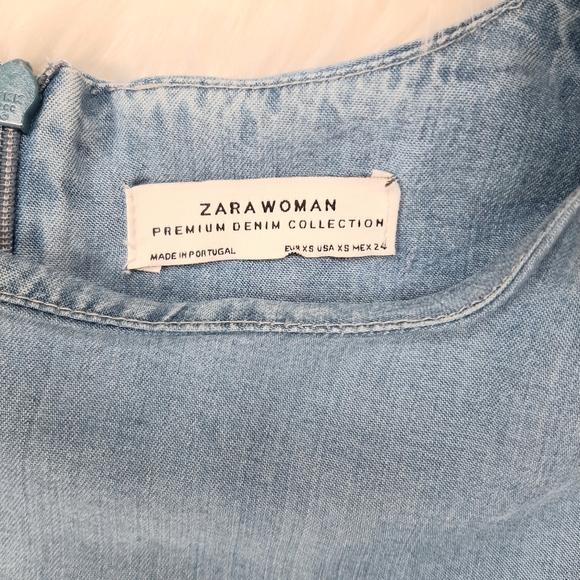 ZARA WOMAN
PREMIUM DENIM COLLECTION
MADE IN PORTUGAL EUR XS USA XS MEX 24